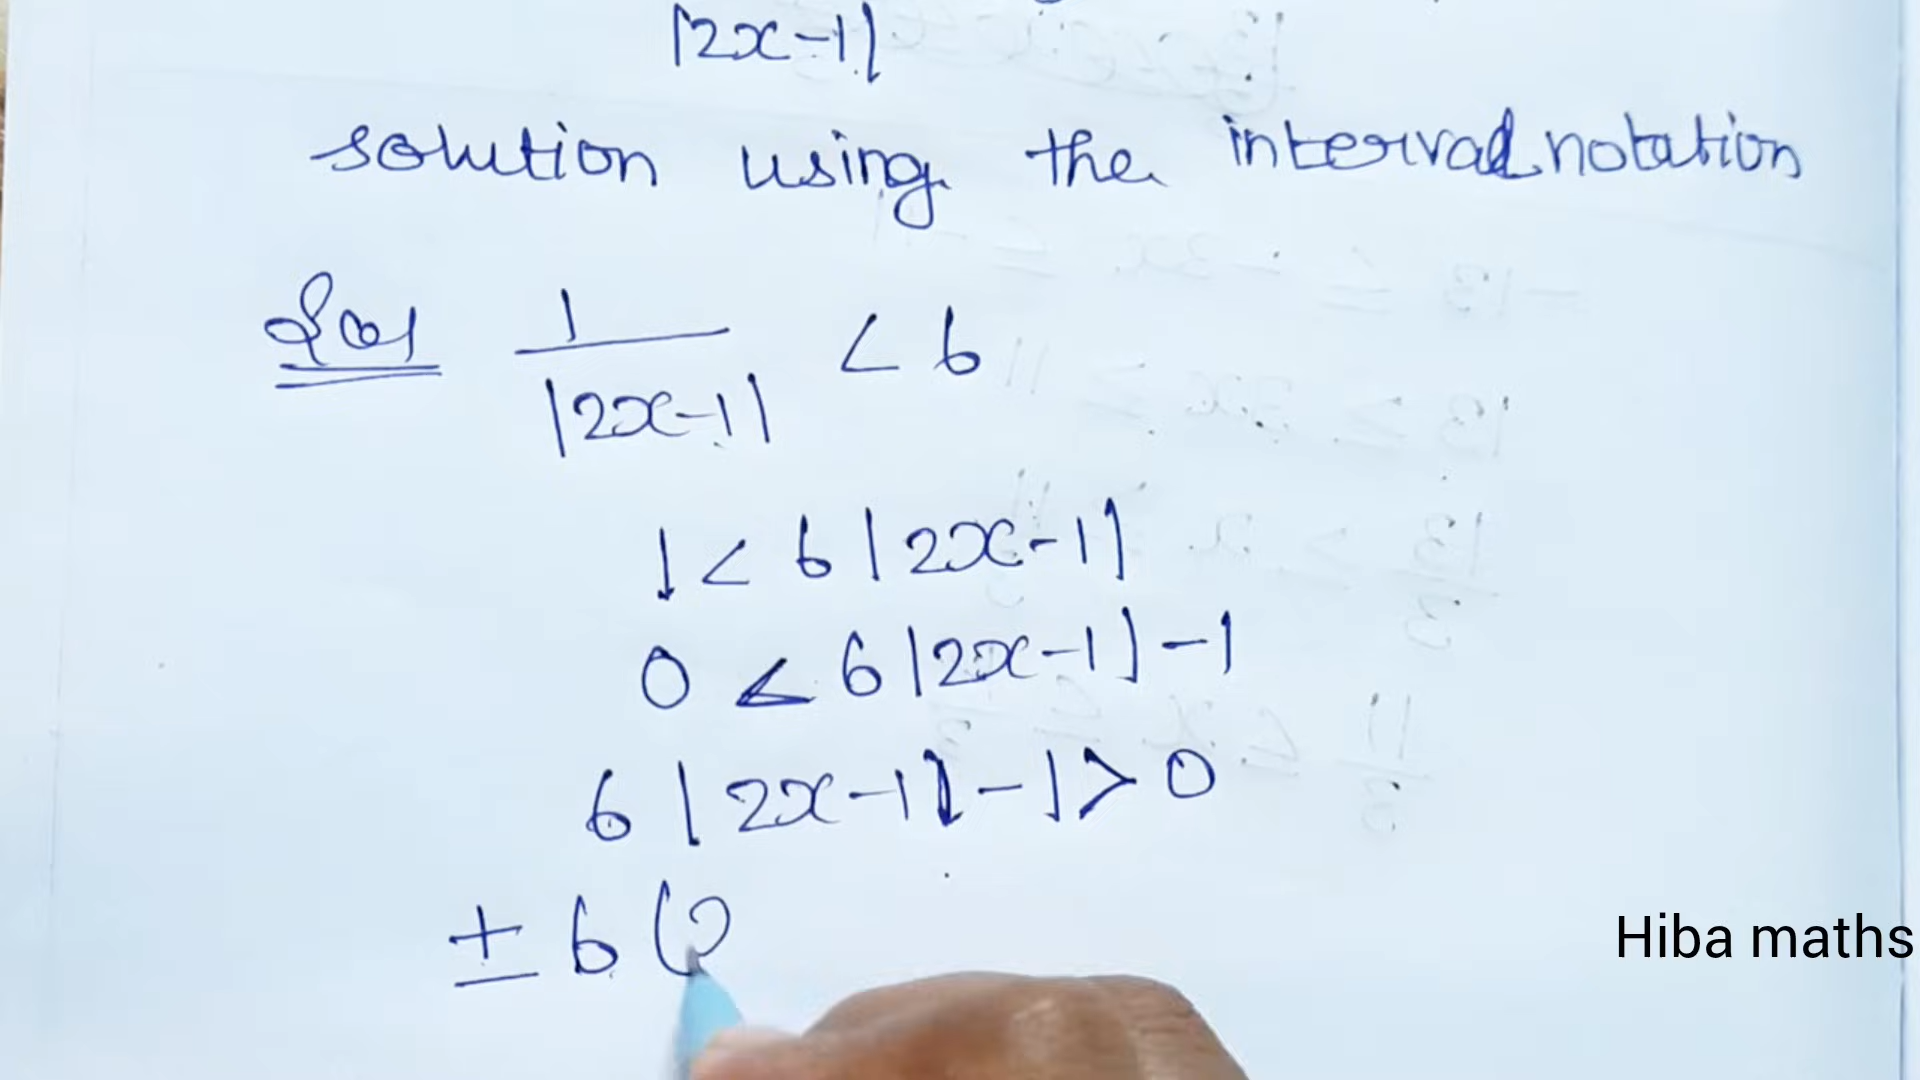 |2x-1|
solution using the interval notation
Sol 1/|2x-1| < 6
1 < 6|2x-1|
0 < 6|2x-1|-1
6|2x-1|-1 > 0
± 6(2
Hiba maths